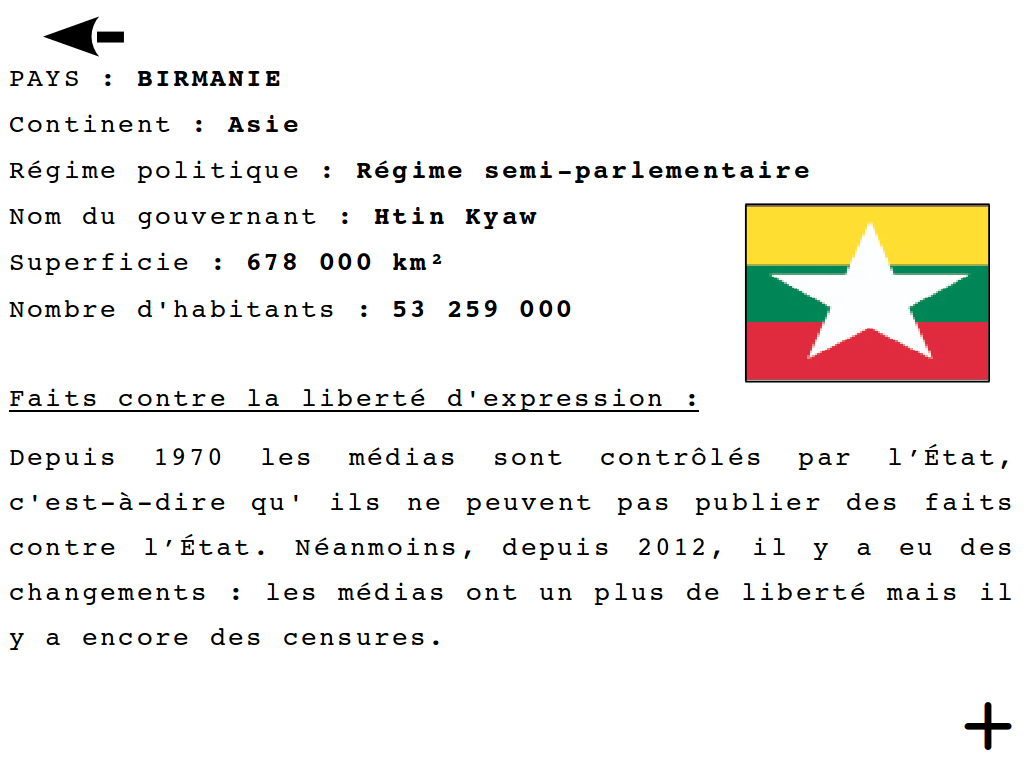 PAYS : BIRMANIE
Continent : Asie
Régime politique : Régime semi-parlementaire
Nom du gouvernant : Htin Kyaw
Superficie : 678 000 km²
Nombre d'habitants : 53 259 000
Faits contre la liberté d'expression :
Depuis 1970 les médias sont contrôlés par l’État,
c'est-à-dire qu' ils ne peuvent pas publier des faits
contre l’État. Néanmoins, depuis 2012, il y a eu des
changements : les médias ont un plus de liberté mais il
y a encore des censures.